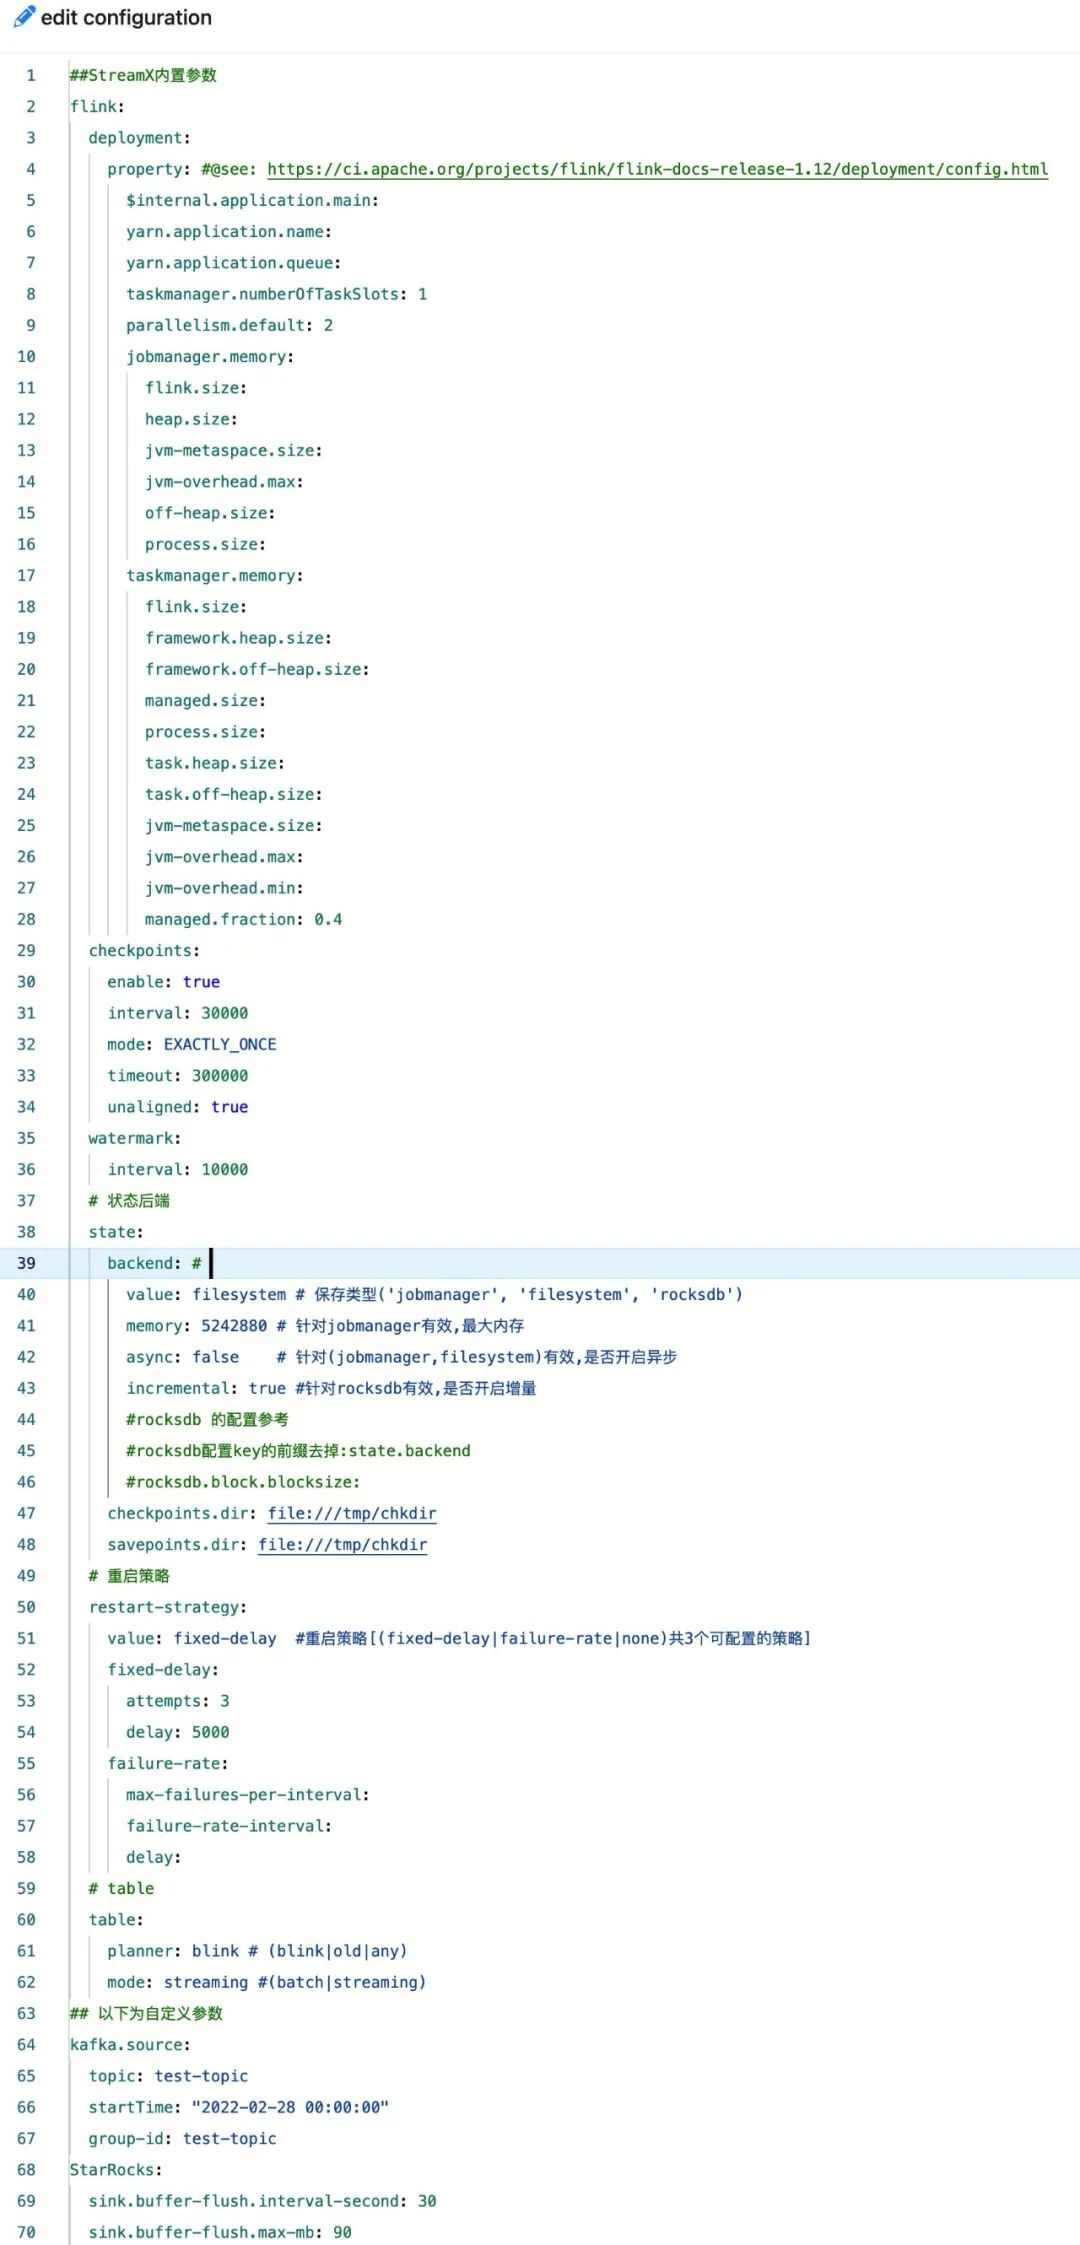 edit configuration
1 ##StreamX内置参数
2 flink:
3 deployment:
4 property: #@see: https://ci.apache.org/projects/flink/flink-docs-release-1.12/deployment/config.html
5 $internal.application.main:
6 yarn.application.name:
7 yarn.application.queue:
8 taskmanager.numberOfTaskSlots: 1
9 parallelism.default: 2
10 jobmanager.memory:
11 flink.size:
12 heap.size:
13 jvm-metaspace.size:
14 jvm-overhead.max:
15 off-heap.size:
16 process.size:
17 taskmanager.memory:
18 flink.size:
19 framework.heap.size:
20 framework.off-heap.size:
21 managed.size:
22 process.size:
23 task.heap.size:
24 task.off-heap.size:
25 jvm-metaspace.size:
26 jvm-overhead.max:
27 jvm-overhead.min:
28 managed.fraction: 0.4
29 checkpoints:
30 enable: true
31 interval: 30000
32 mode: EXACTLY_ONCE
33 timeout: 300000
34 unaligned: true
35 watermark:
36 interval: 10000
37 # 状态后端
38 state:
39 backend: #
40 value: filesystem # 保存类型('jobmanager', 'filesystem', 'rocksdb')
41 memory: 5242880 # 针对jobmanager有效,最大内存
42 async: false    # 针对(jobmanager,filesystem)有效,是否开启异步
43 incremental: true #针对rocksdb有效,是否开启增量
44 #rocksdb 的配置参考
45 #rocksdb配置key的前缀去掉:state.backend
46 #rocksdb.block.blocksize:
47 checkpoints.dir: file:///tmp/chkdir
48 savepoints.dir: file:///tmp/chkdir
49 # 重启策略
50 restart-strategy:
51 value: fixed-delay  #重启策略[(fixed-delay|failure-rate|none)共3个可配置的策略]
52 fixed-delay:
53 attempts: 3
54 delay: 5000
55 failure-rate:
56 max-failures-per-interval:
57 failure-rate-interval:
58 delay:
59 # table
60 table:
61 planner: blink # (blink|old|any)
62 mode: streaming #(batch|streaming)
63 ## 以下为自定义参数
64 kafka.source:
65 topic: test-topic
66 startTime: "2022-02-28 00:00:00"
67 group-id: test-topic
68 StarRocks:
69 sink.buffer-flush.interval-second: 30
70 sink.buffer-flush.max-mb: 90